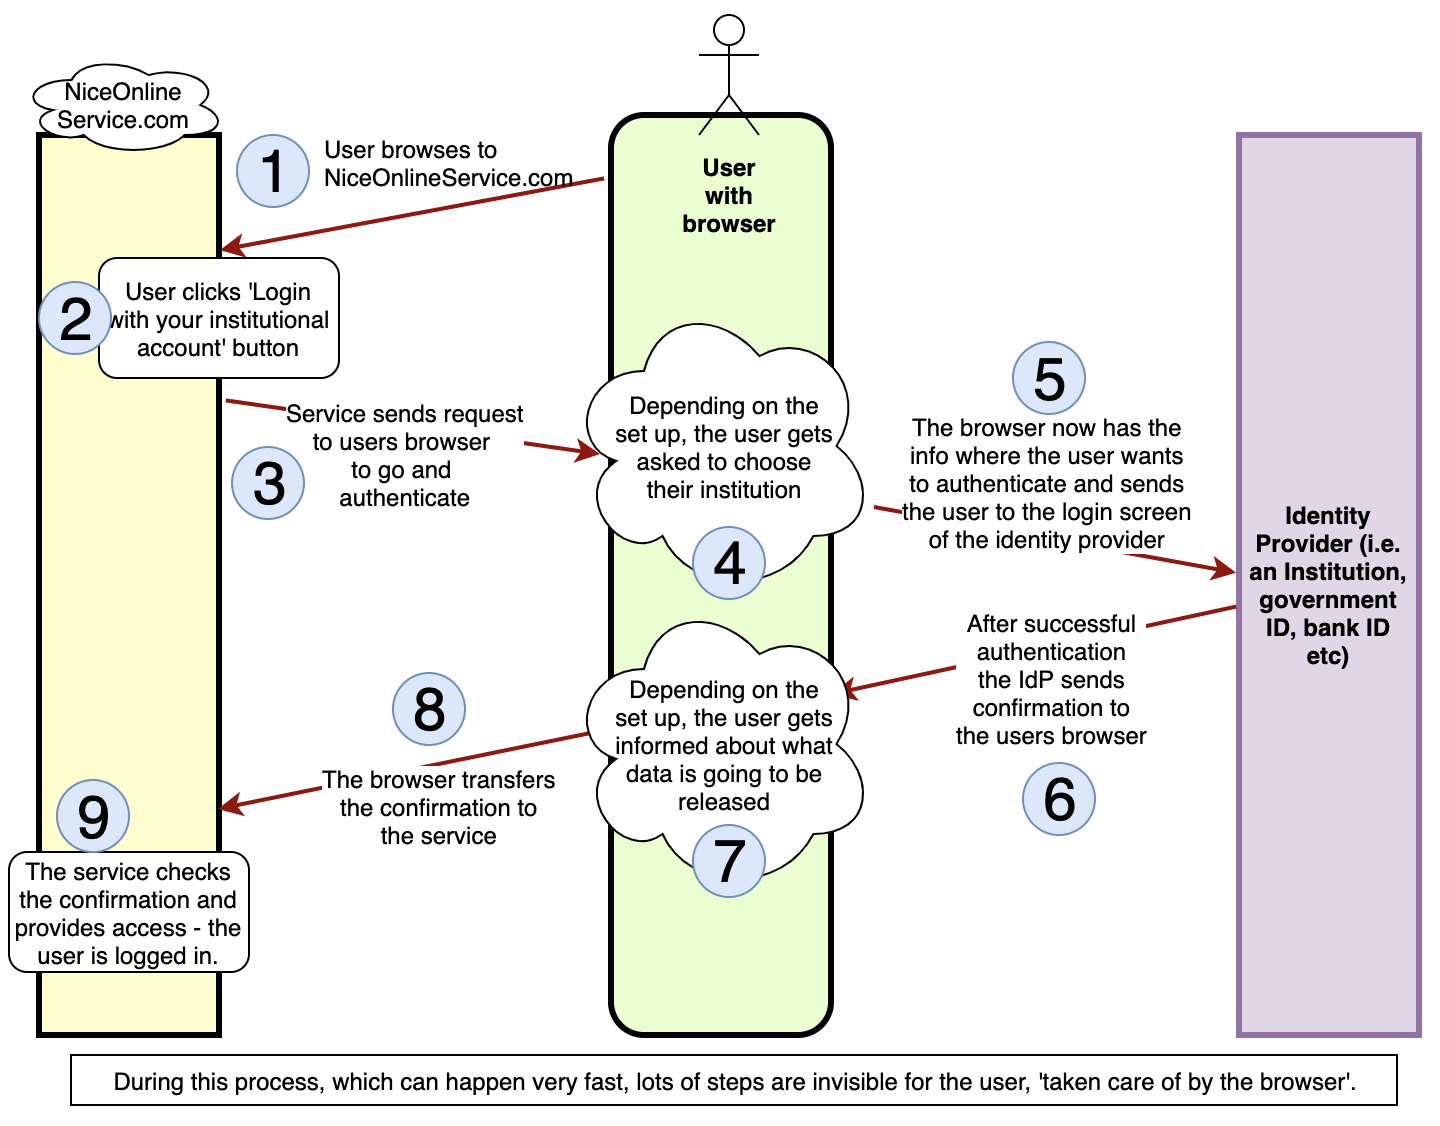 NiceOnline
Service.com
1
User browses to
NiceOnlineService.com
User
with
browser
2
User clicks 'Login
with your institutional
account' button
Service sends request
to users browser
to go and
authenticate
3
Depending on the
set up, the user gets
asked to choose
their institution
4
5
The browser now has the
info where the user wants
to authenticate and sends
the user to the login screen
of the identity provider
Identity
Provider (i.e.
an Institution,
government
ID, bank ID
etc)
After successful
authentication
the IdP sends
confirmation to
the users browser
6
Depending on the
set up, the user gets
informed about what
data is going to be
released
7
8
The browser transfers
the confirmation to
the service
9
The service checks
the confirmation and
provides access - the
user is logged in.
During this process, which can happen very fast, lots of steps are invisible for the user, 'taken care of by the browser'.